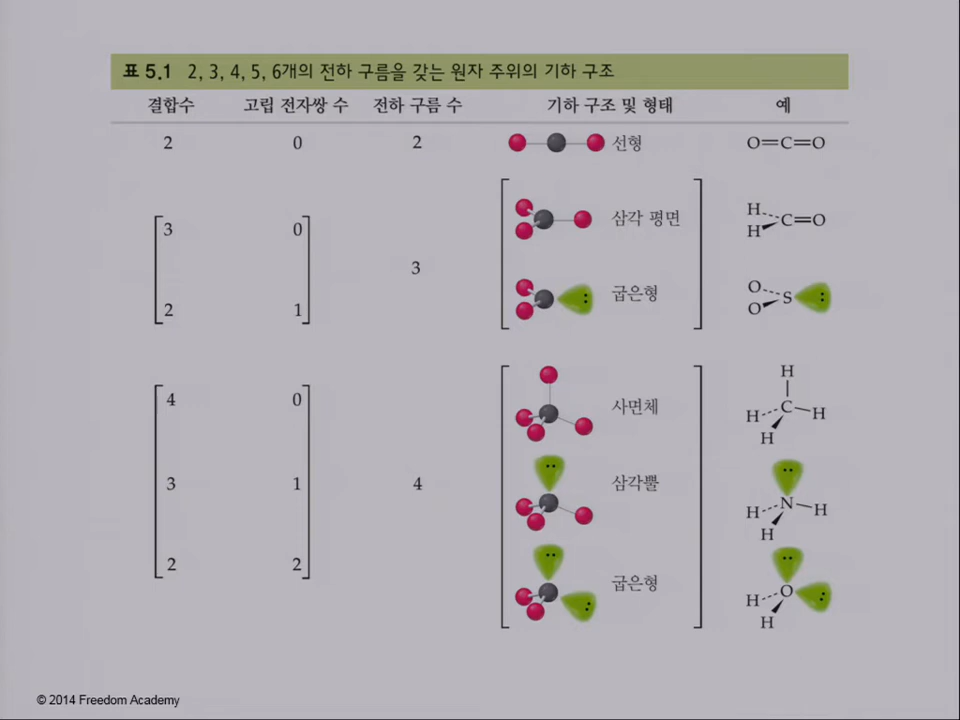 표 5.1 2, 3, 4, 5, 6개의 전하 구름을 갖는 원자 주위의 기하 구조
결합수 고립 전자쌍 수 전하 구름 수 기하 구조 및 형태 예
2 0 2 선형 O=C=O
3 0 삼각 평면 H H C=O
3
2 1 굽은형 O O S
4 0 사면체 H H C H H
3 1 4 삼각뿔 H N H H
2 2 굽은형 H O H
© 2014 Freedom Academy